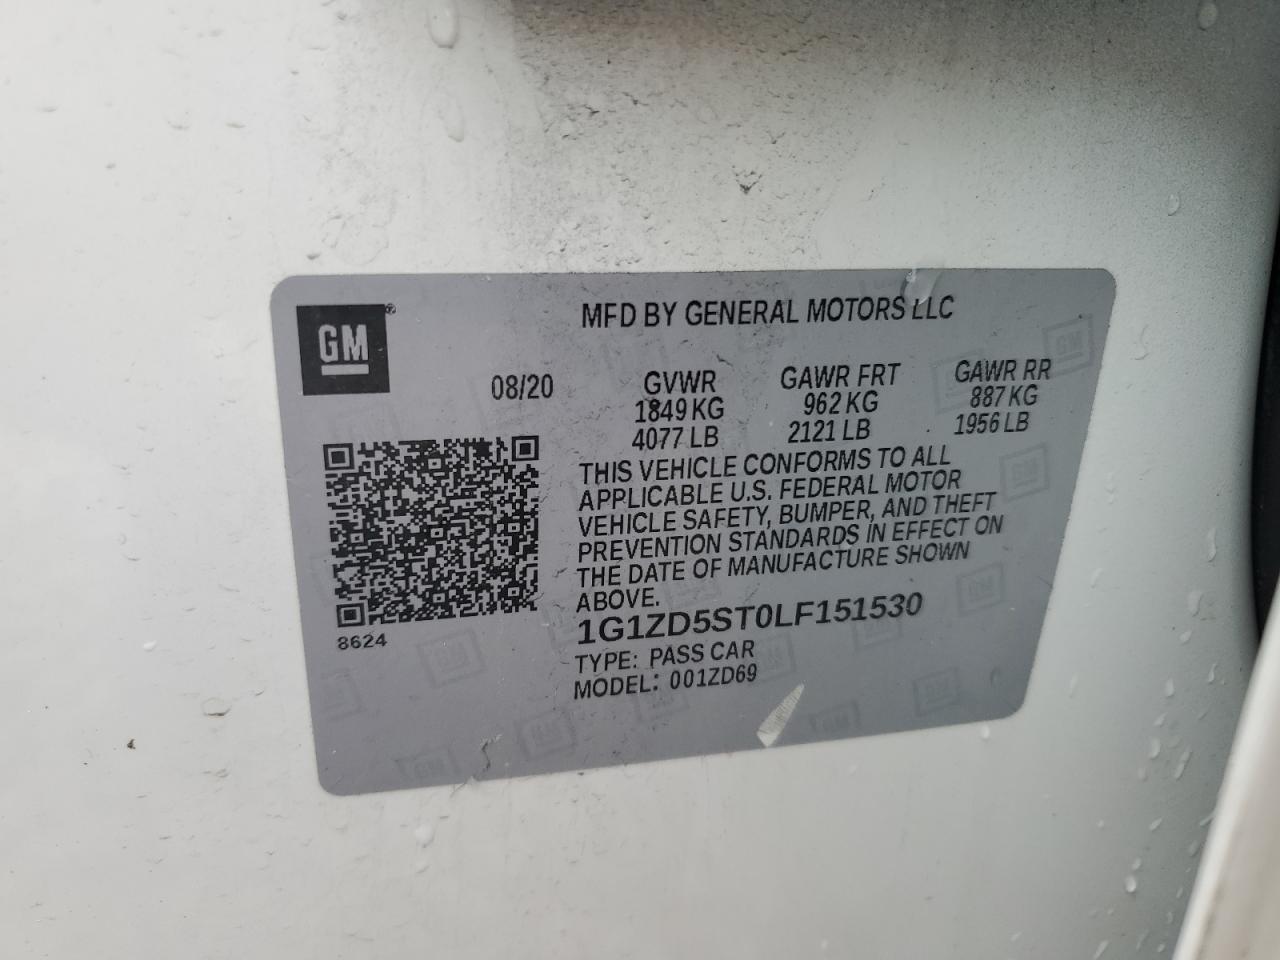 GM®
MFD BY GENERAL MOTORS LLC
08/20
GVWR GAWR FRT GAWR RR
1849 KG 962 KG 887 KG
4077 LB 2121 LB 1956 LB
THIS VEHICLE CONFORMS TO ALL
APPLICABLE U.S. FEDERAL MOTOR
VEHICLE SAFETY, BUMPER, AND THEFT
PREVENTION STANDARDS IN EFFECT ON
THE DATE OF MANUFACTURE SHOWN
ABOVE.
8624
1G1ZD5ST0LF151530
TYPE: PASS CAR
MODEL: 001ZD69